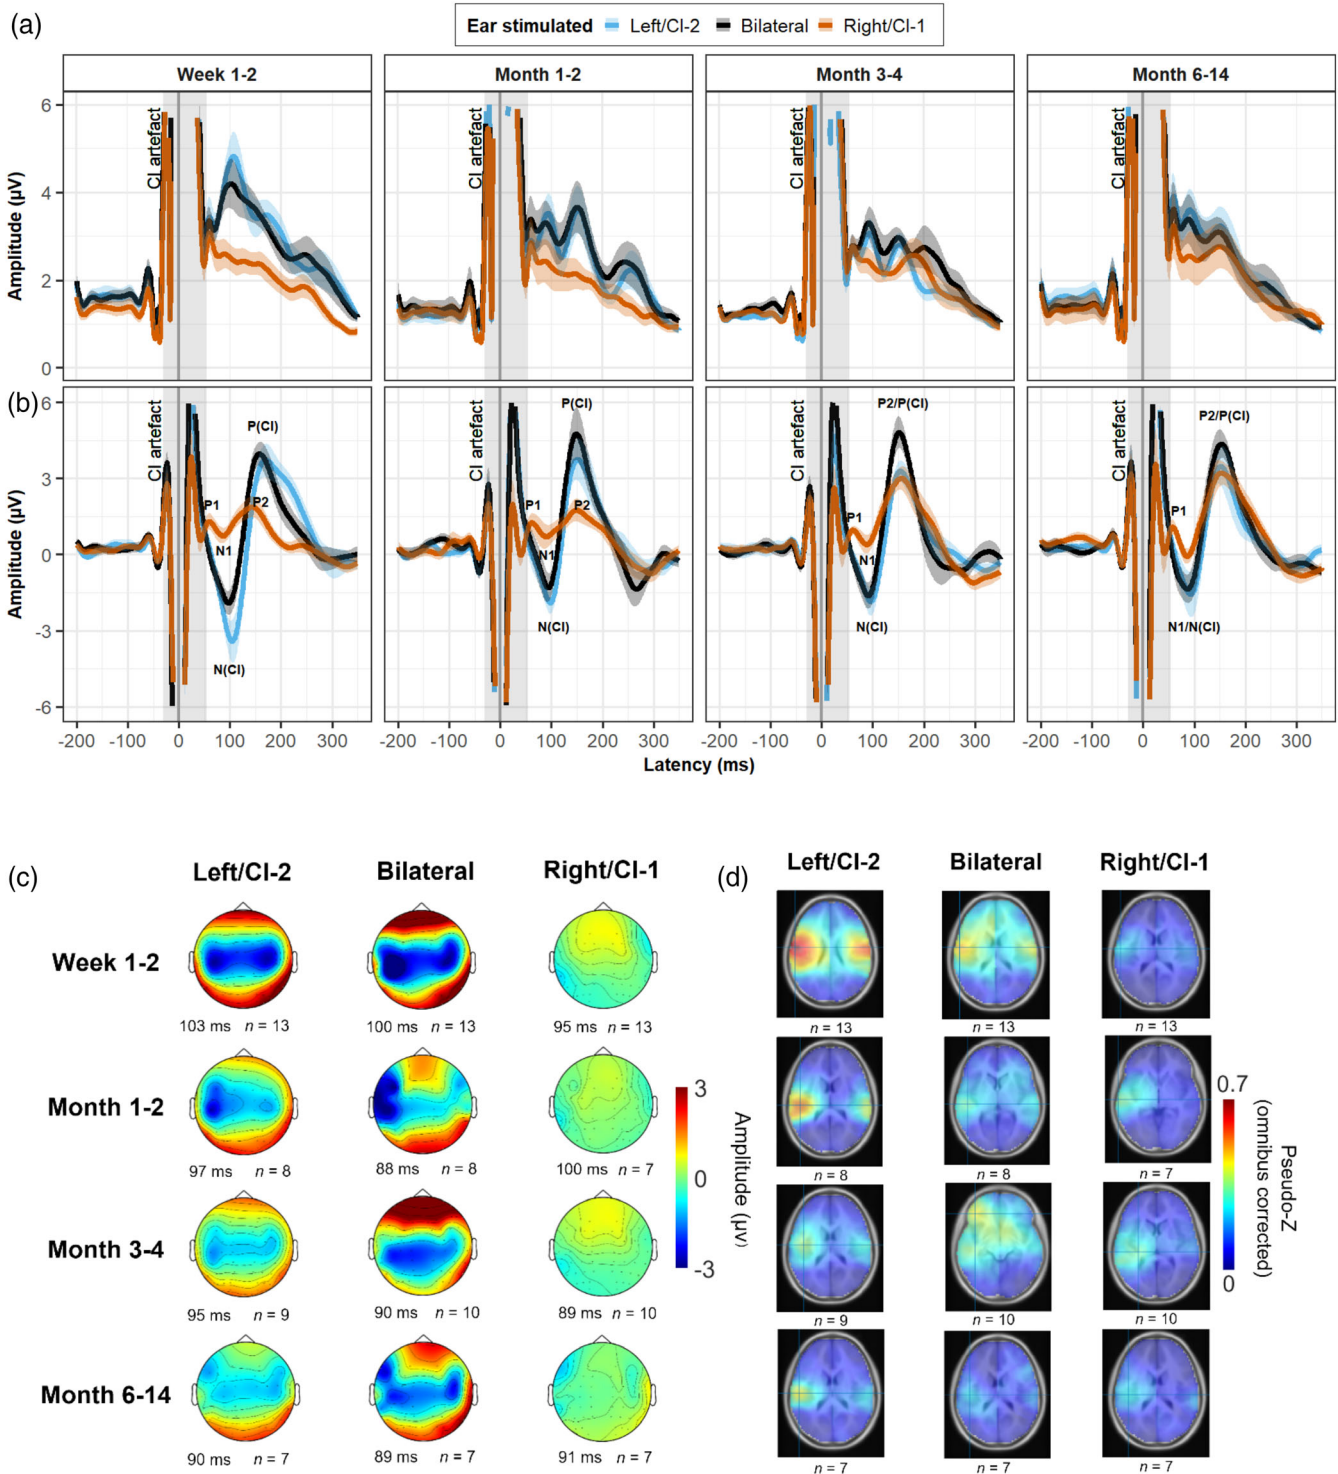 (a)
Ear stimulated Left/CI-2 Bilateral Right/CI-1
Week 1-2 Month 1-2 Month 3-4 Month 6-14
Amplitude (µV)
6
4
2
0
CI artefact CI artefact CI artefact CI artefact
(b)
Amplitude (µV)
6
3
0
-3
-6
CI artefact P(CI) P1 P2 N1 N(CI)
CI artefact P(CI) P1 P2 N1 N(CI)
CI artefact P2/P(CI) P1 N1 N(CI)
CI artefact P2/P(CI) P1 N1/N(CI)
-200 -100 0 100 200 300 -200 -100 0 100 200 300 -200 -100 0 100 200 300 -200 -100 0 100 200 300
Latency (ms)
(c)
Left/CI-2 Bilateral Right/CI-1
Week 1-2
103 ms n = 13 100 ms n = 13 95 ms n = 13
Month 1-2
97 ms n = 8 88 ms n = 8 100 ms n = 7
Month 3-4
95 ms n = 9 90 ms n = 10 89 ms n = 10
Month 6-14
90 ms n = 7 89 ms n = 7 91 ms n = 7
3
0
-3
Amplitude (µv)
(d)
Left/CI-2 Bilateral Right/CI-1
n = 13 n = 13 n = 13
n = 8 n = 8 n = 7
n = 9 n = 10 n = 10
n = 7 n = 7 n = 7
0.7
0
Pseudo-Z
(omnibus corrected)